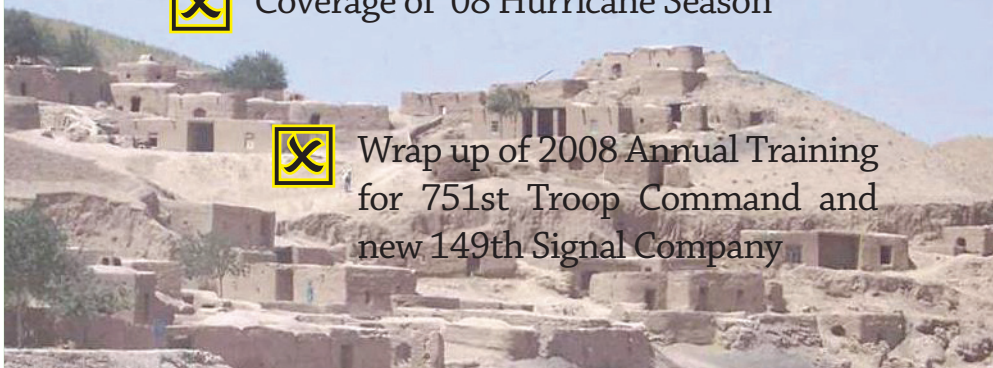 Coverage of '08 Hurricane Season
Wrap up of 2008 Annual Training
for 751st Troop Command and
new 149th Signal Company